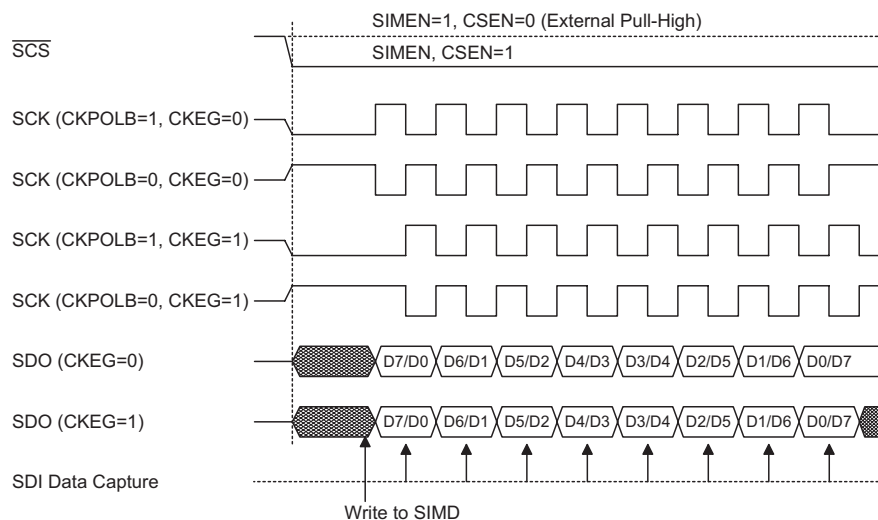 SIMEN=1, CSEN=0 (External Pull-High)
SCS
SIMEN, CSEN=1
SCK (CKPOLB=1, CKEG=0)
SCK (CKPOLB=0, CKEG=0)
SCK (CKPOLB=1, CKEG=1)
SCK (CKPOLB=0, CKEG=1)
SDO (CKEG=0) D7/D0 D6/D1 D5/D2 D4/D3 D3/D4 D2/D5 D1/D6 D0/D7
SDO (CKEG=1) D7/D0 D6/D1 D5/D2 D4/D3 D3/D4 D2/D5 D1/D6 D0/D7
SDI Data Capture
Write to SIMD